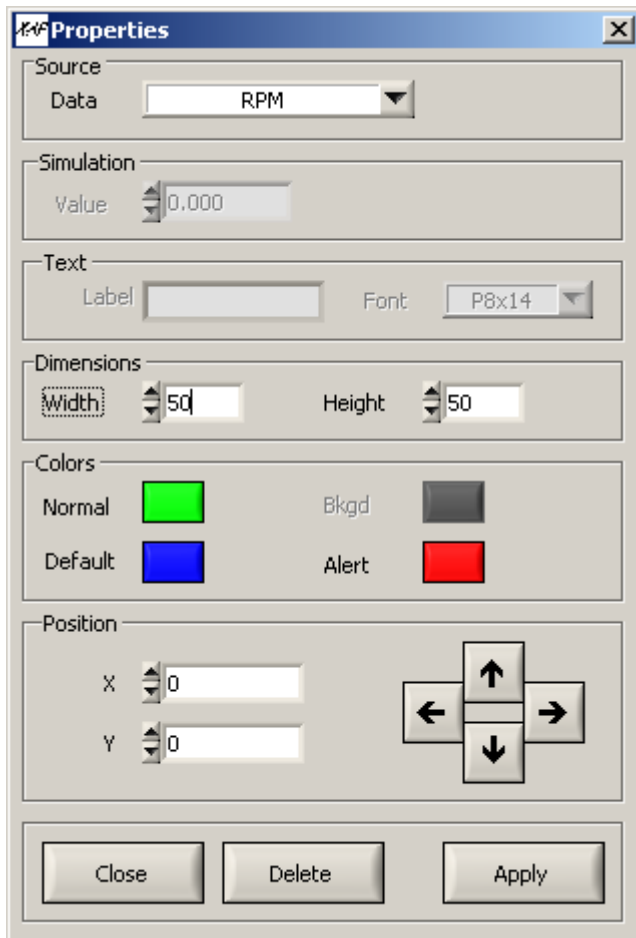 XAF Properties
Source
Data RPM
Simulation
Value 0.000
Text
Label Font P8x14
Dimensions
Width 50 Height 50
Colors
Normal Bkgd
Default Alert
Position
X 0
Y 0
Close Delete Apply